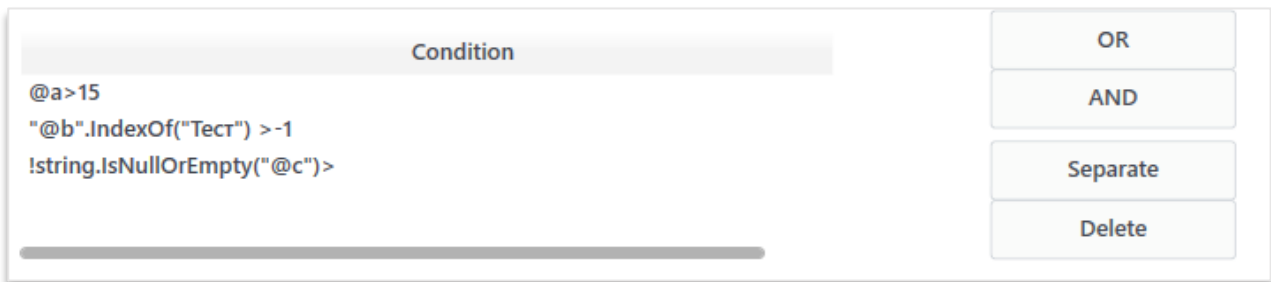 Condition
@a>15
"@b".IndexOf("Тест") >-1
!string.IsNullOrEmpty("@c")>
OR
AND
Separate
Delete